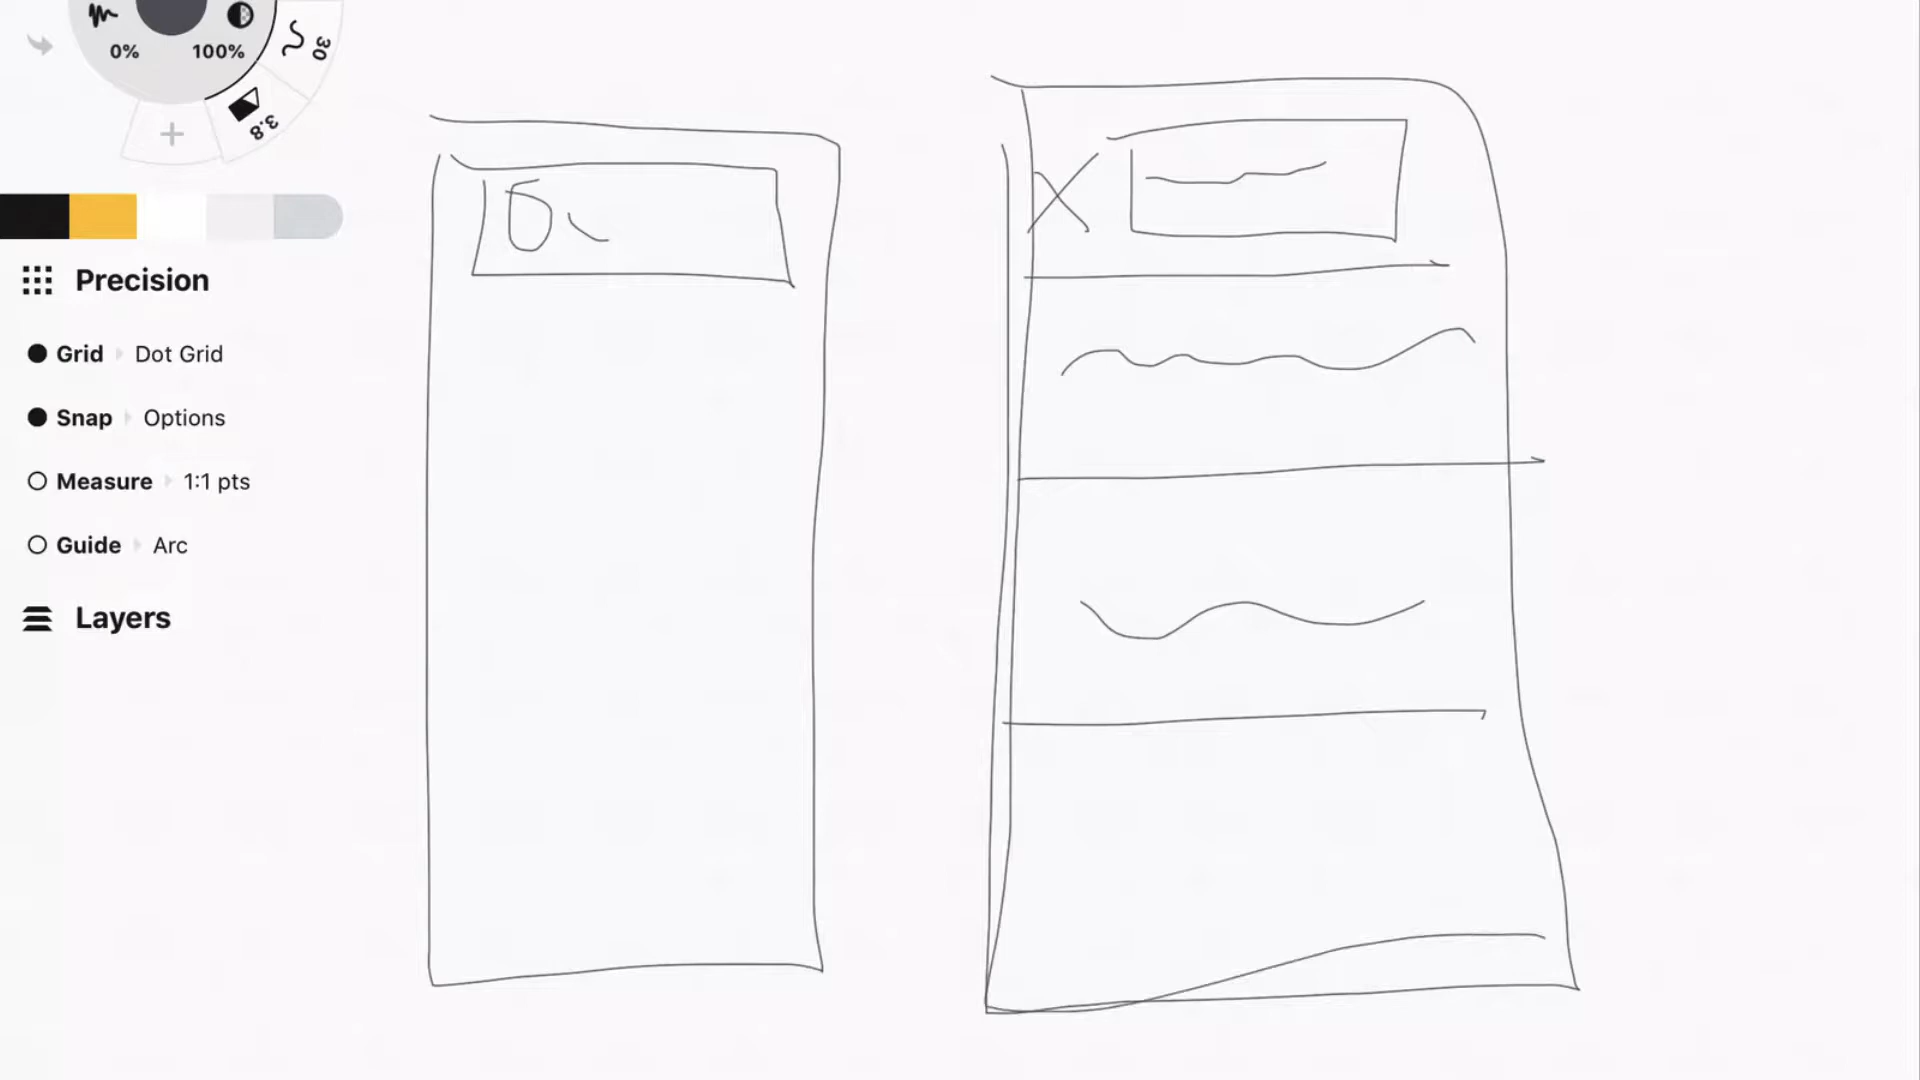 0% 100%
30
3.8
+
Precision
Grid Dot Grid
Snap Options
Measure 1:1 pts
Guide Arc
Layers